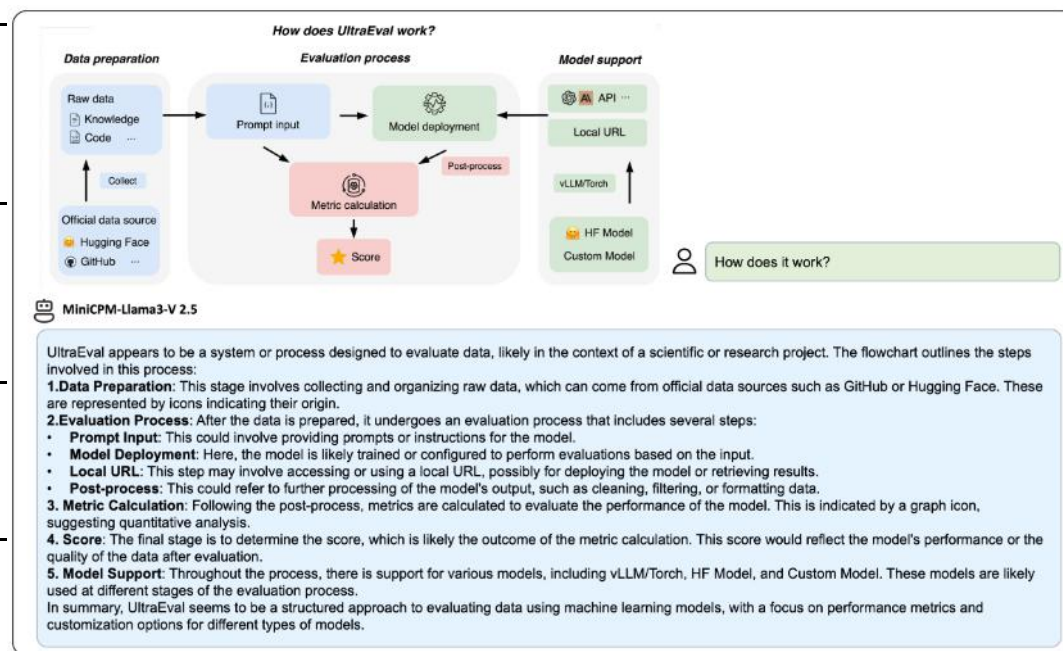 How does UltraEval work?
Data preparation
Evaluation process
Model support
Raw data
Knowledge
Code ...
Collect
Official data source
Hugging Face
GitHub ...
Prompt input
Model deployment
Post-process
Metric calculation
Score
API ...
Local URL
vLLM/Torch
HF Model
Custom Model
How does it work?
MiniCPM-Llama3-V 2.5
UltraEval appears to be a system or process designed to evaluate data, likely in the context of a scientific or research project. The flowchart outlines the steps
involved in this process:
1.Data Preparation: This stage involves collecting and organizing raw data, which can come from official data sources such as GitHub or Hugging Face. These
are represented by icons indicating their origin.
2.Evaluation Process: After the data is prepared, it undergoes an evaluation process that includes several steps:
• Prompt Input: This could involve providing prompts or instructions for the model.
• Model Deployment: Here, the model is likely trained or configured to perform evaluations based on the input.
• Local URL: This step may involve accessing or using a local URL, possibly for deploying the model or retrieving results.
• Post-process: This could refer to further processing of the model's output, such as cleaning, filtering, or formatting data.
3. Metric Calculation: Following the post-process, metrics are calculated to evaluate the performance of the model. This is indicated by a graph icon,
suggesting quantitative analysis.
4. Score: The final stage is to determine the score, which is likely the outcome of the metric calculation. This score would reflect the model's performance or the
quality of the data after evaluation.
5. Model Support: Throughout the process, there is support for various models, including vLLM/Torch, HF Model, and Custom Model. These models are likely
used at different stages of the evaluation process.
In summary, UltraEval seems to be a structured approach to evaluating data using machine learning models, with a focus on performance metrics and
customization options for different types of models.